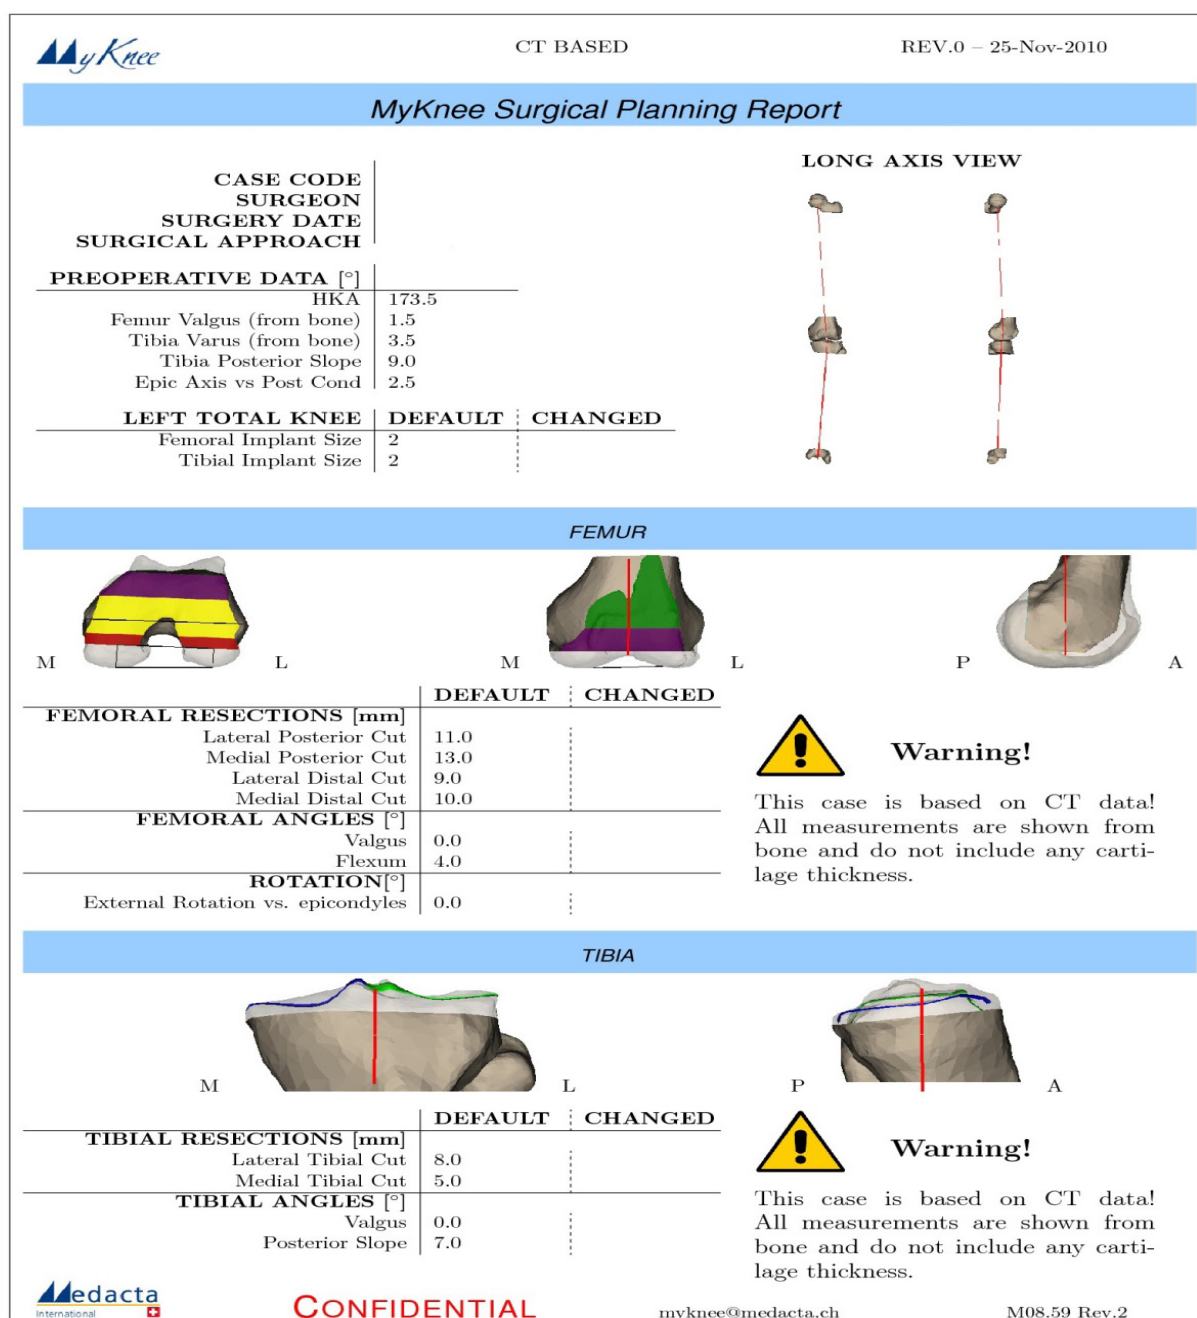 MyKnee
CT BASED
REV.0 – 25-Nov-2010
MyKnee Surgical Planning Report
CASE CODE
SURGEON
SURGERY DATE
SURGICAL APPROACH
LONG AXIS VIEW
PREOPERATIVE DATA [°]
HKA 173.5
Femur Valgus (from bone) 1.5
Tibia Varus (from bone) 3.5
Tibia Posterior Slope 9.0
Epic Axis vs Post Cond 2.5
LEFT TOTAL KNEE DEFAULT CHANGED
Femoral Implant Size 2
Tibial Implant Size 2
FEMUR
M L M L P A
DEFAULT CHANGED
FEMORAL RESECTIONS [mm]
Lateral Posterior Cut 11.0
Medial Posterior Cut 13.0
Lateral Distal Cut 9.0
Medial Distal Cut 10.0
FEMORAL ANGLES [°]
Valgus 0.0
Flexum 4.0
ROTATION[°]
External Rotation vs. epicondyles 0.0
Warning!
This case is based on CT data!
All measurements are shown from
bone and do not include any carti-
lage thickness.
TIBIA
M L P A
DEFAULT CHANGED
TIBIAL RESECTIONS [mm]
Lateral Tibial Cut 8.0
Medial Tibial Cut 5.0
TIBIAL ANGLES [°]
Valgus 0.0
Posterior Slope 7.0
Warning!
This case is based on CT data!
All measurements are shown from
bone and do not include any carti-
lage thickness.
Medacta
International
CONFIDENTIAL
myknee@medacta.ch
M08.59 Rev.2